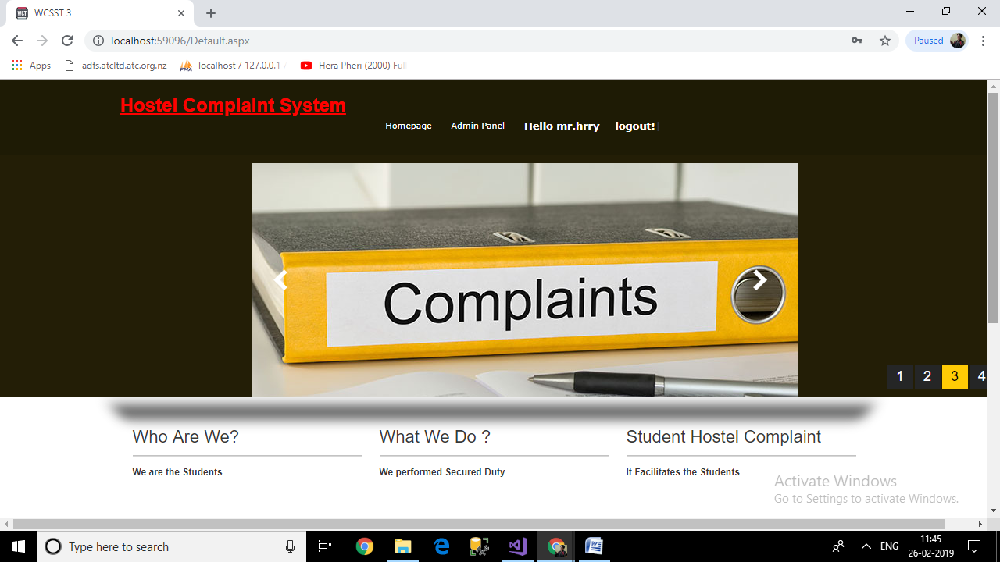 WCSST 3
localhost:59096/Default.aspx
Paused
Apps
adfs.atcltd.atc.org.nz
localhost / 127.0.0.1 /
Hera Pheri (2000) Full
Hostel Complaint System
Homepage Admin Panel Hello mr.hrry logout! |
Complaints
1 2 3 4
Who Are We? What We Do ? Student Hostel Complaint
We are the Students We performed Secured Duty It Facilitates the Students
Activate Windows
Go to Settings to activate Windows.
Type here to search
ENG
11:45
26-02-2019